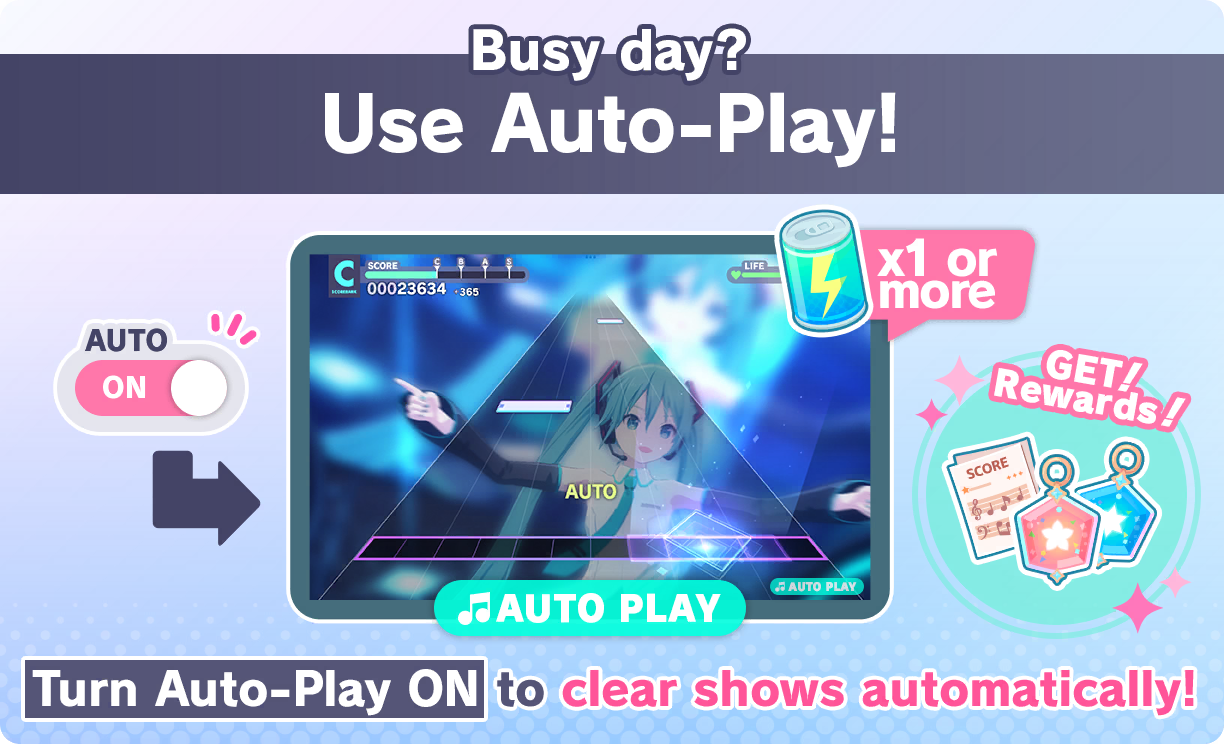 Busy day?
Use Auto-Play!
C
SCORERANK
SCORE
C B A S
00023634 +365
LIFE
x1 or
more
AUTO
ON
GET!
Rewards!
SCORE
AUTO
AUTO PLAY
AUTO PLAY
Turn Auto-Play ON to clear shows automatically!